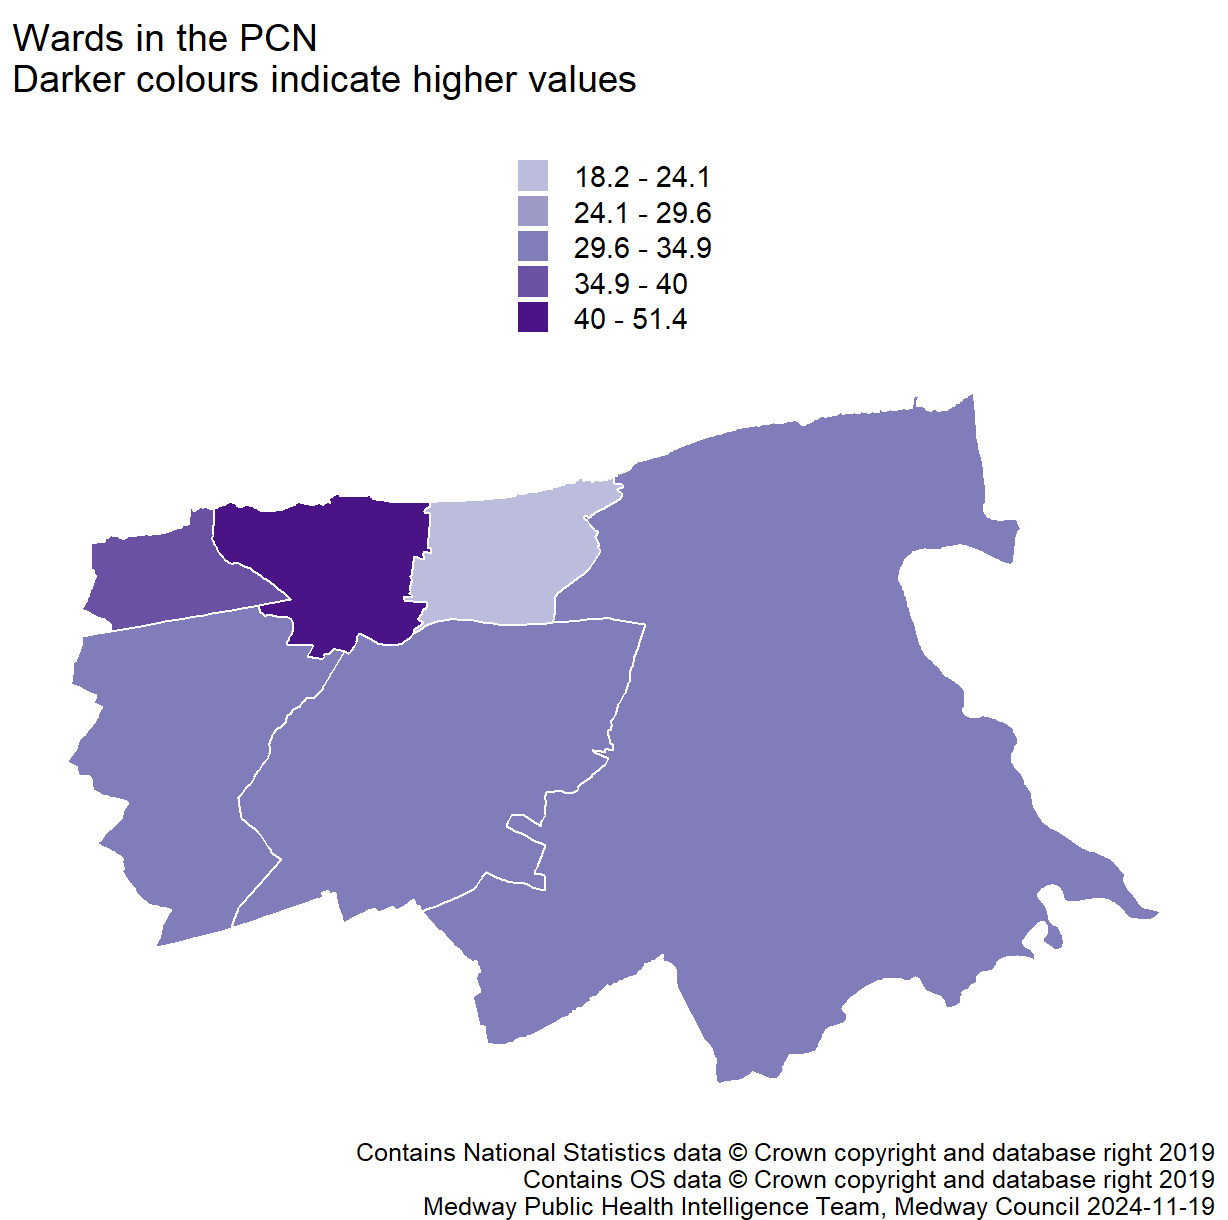 Wards in the PCN
Darker colours indicate higher values
18.2 - 24.1
24.1 - 29.6
29.6 - 34.9
34.9 - 40
40 - 51.4
Contains National Statistics data © Crown copyright and database right 2019
Contains OS data © Crown copyright and database right 2019
Medway Public Health Intelligence Team, Medway Council 2024-11-19